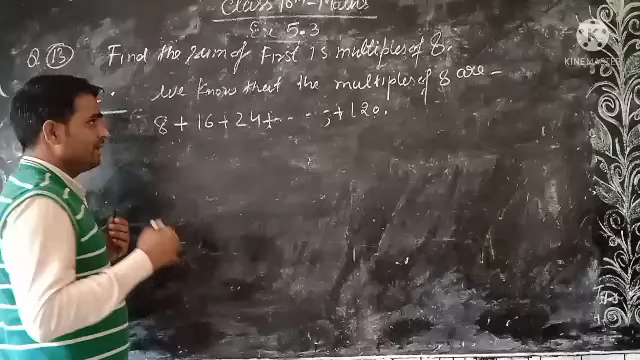 Class 10th - Maths
Ex 5.3
Q. 13 Find the sum of First 15 multiples of 8.
We know that the multiples of 8 are -
8 + 16 + 24 + - - - - ; + 120.
KINEMASTER